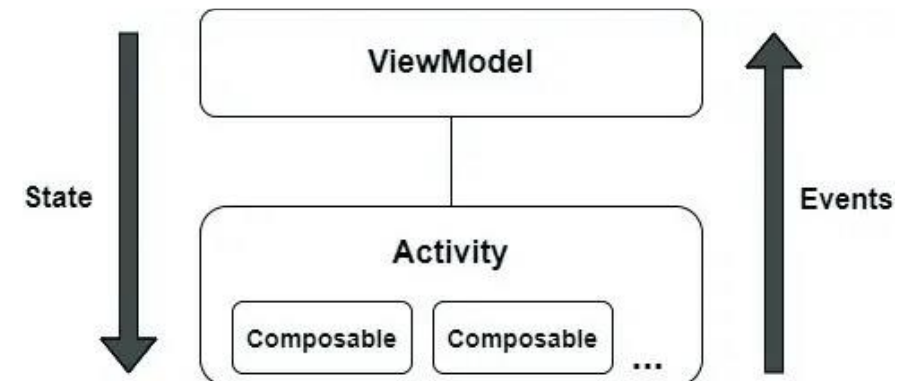 ViewModel
State
Events
Activity
Composable Composable ...